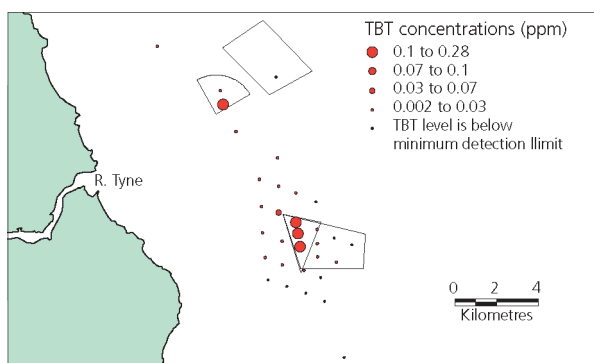 TBT concentrations (ppm)
0.1 to 0.28
0.07 to 0.1
0.03 to 0.07
0.002 to 0.03
TBT level is below
minimum detection llimit
R. Tyne
0 2 4
Kilometres